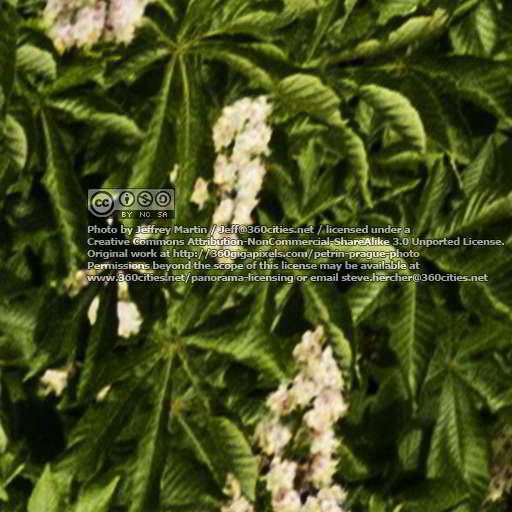 cc BY NC SA
Photo by Jeffrey Martin / Jeff@360cities.net / licensed under a
Creative Commons Attribution-NonCommercial-ShareAlike 3.0 Unported License.
Original work at http://360gigapixels.com/petrin-prague-photo
Permissions beyond the scope of this license may be available at
www.360cities.net/panorama-licensing or email steve.hercher@360cities.net